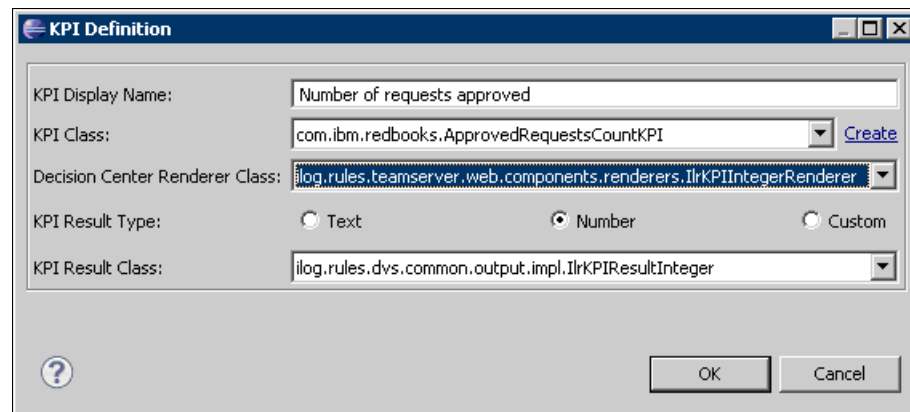 KPI Definition
KPI Display Name: Number of requests approved
KPI Class: com.ibm.redbooks.ApprovedRequestsCountKPI Create
Decision Center Renderer Class: ilog.rules.teamserver.web.components.renderers.IlrKPIIntegerRenderer
KPI Result Type: Text Number Custom
KPI Result Class: ilog.rules.dvs.common.output.impl.IlrKPIResultInteger
? OK Cancel